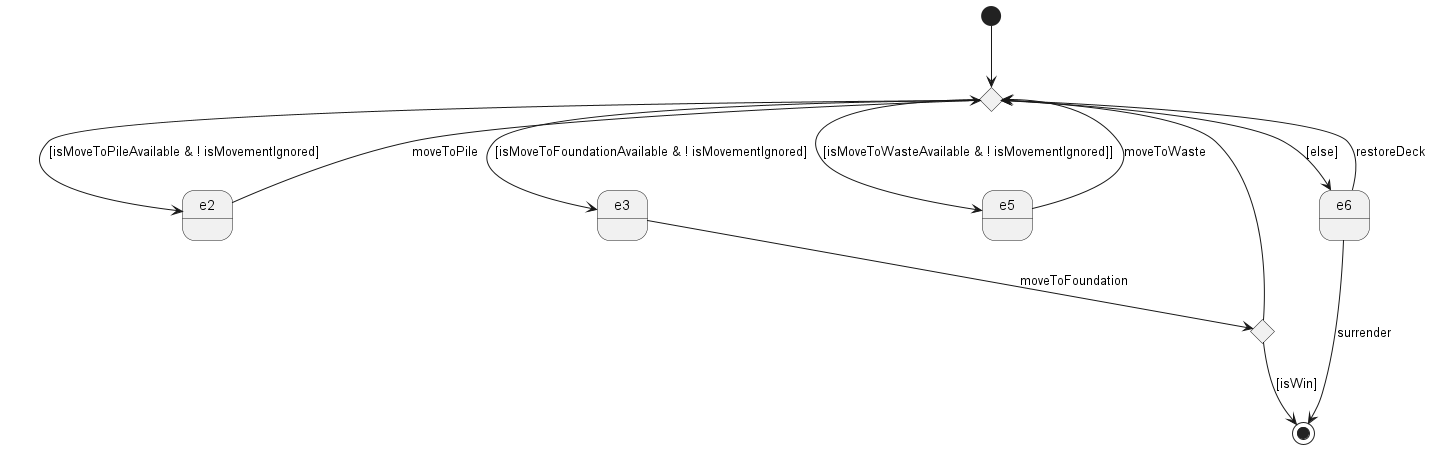 [isMoveToPileAvailable & ! isMovementIgnored]
moveToPile
[isMoveToFoundationAvailable & ! isMovementIgnored]
[isMoveToWasteAvailable & ! isMovementIgnored]]
moveToWaste
[else]
restoreDeck
e2
e3
e5
e6
moveToFoundation
surrender
[isWin]